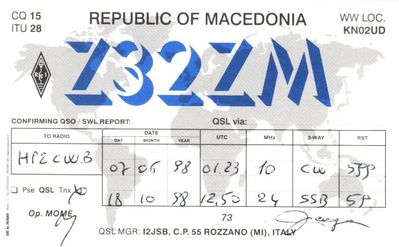 CQ 15
ITU 28
REPUBLIC OF MACEDONIA
WW LOC.
KN02UD
Z32ZM
CONFIRMING QSO / SWL REPORT:
QSL via:
TO RADIO
DATE
UTC
MHz
2-WAY
RST
DAY
MONTH
YEAR
HP2CWB 07 06 98 01.23 10 CW 599
Pse QSL Tnx 18 10 98 12,50 24 SSB 59
Op. MOME
73
QSL MGR: IT2JSB, C.P. 55 ROZZANO (MI), ITALY